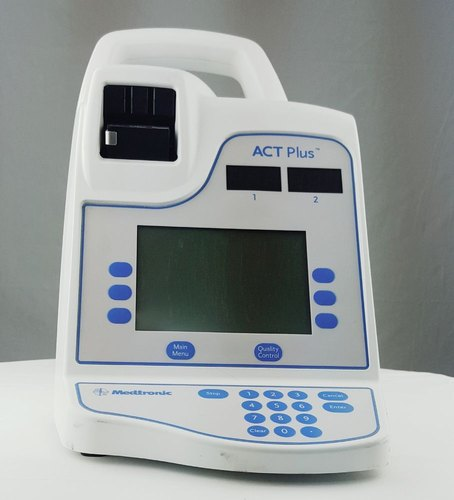 ACT Plus™
1 2
Main
Menu
Quality
Control
Medtronic
Stop 1 2 3 Cancel
4 5 6 Enter
7 8 9
Clear 0 -